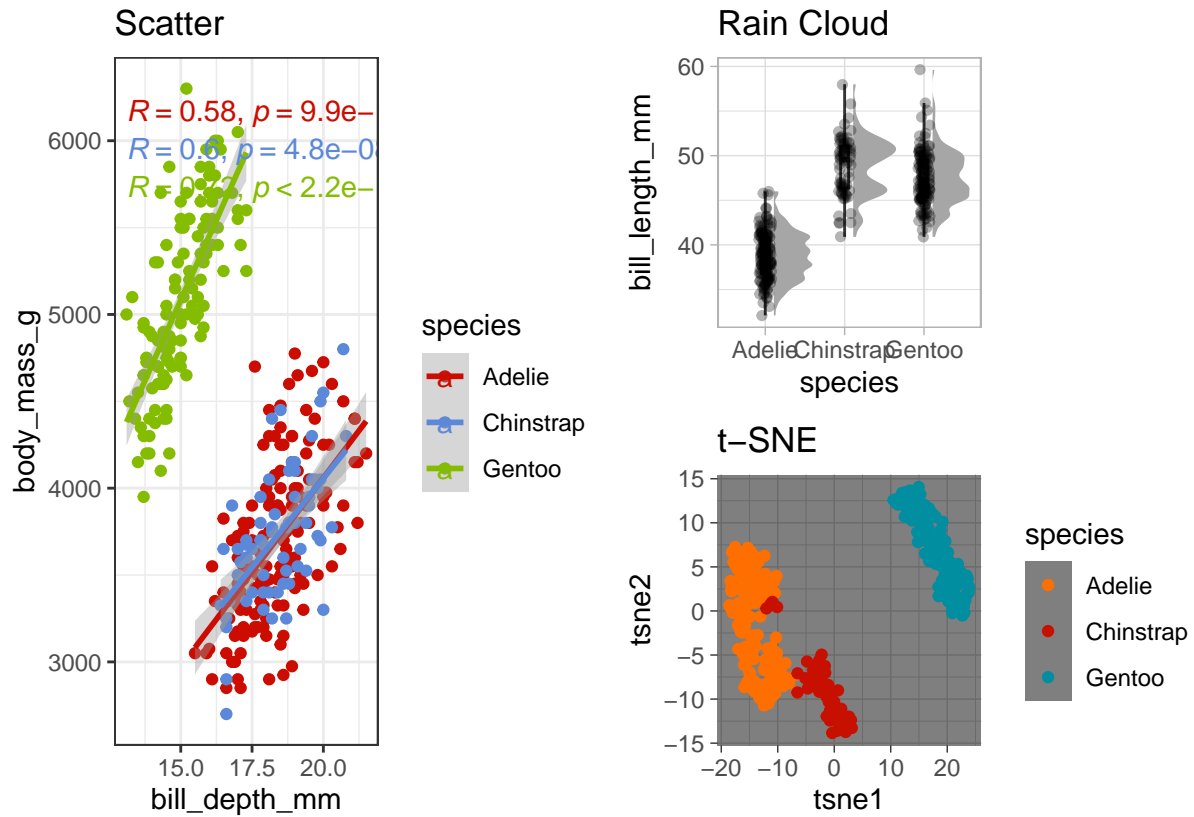 Scatter
R = 0.58, p = 9.9e−
R = 0.6, p = 4.8e−08
R = p < 2.2e−
6000
5000
4000
3000
body_mass_g
15.0 17.5 20.0
bill_depth_mm
species
a Adelie
a Chinstrap
a Gentoo
Rain Cloud
60
50
40
bill_length_mm
Adelie Chinstrap Gentoo
species
t−SNE
15
10
5
0
−5
−10
−15
tsne2
−20 −10 0 10 20
tsne1
species
Adelie
Chinstrap
Gentoo